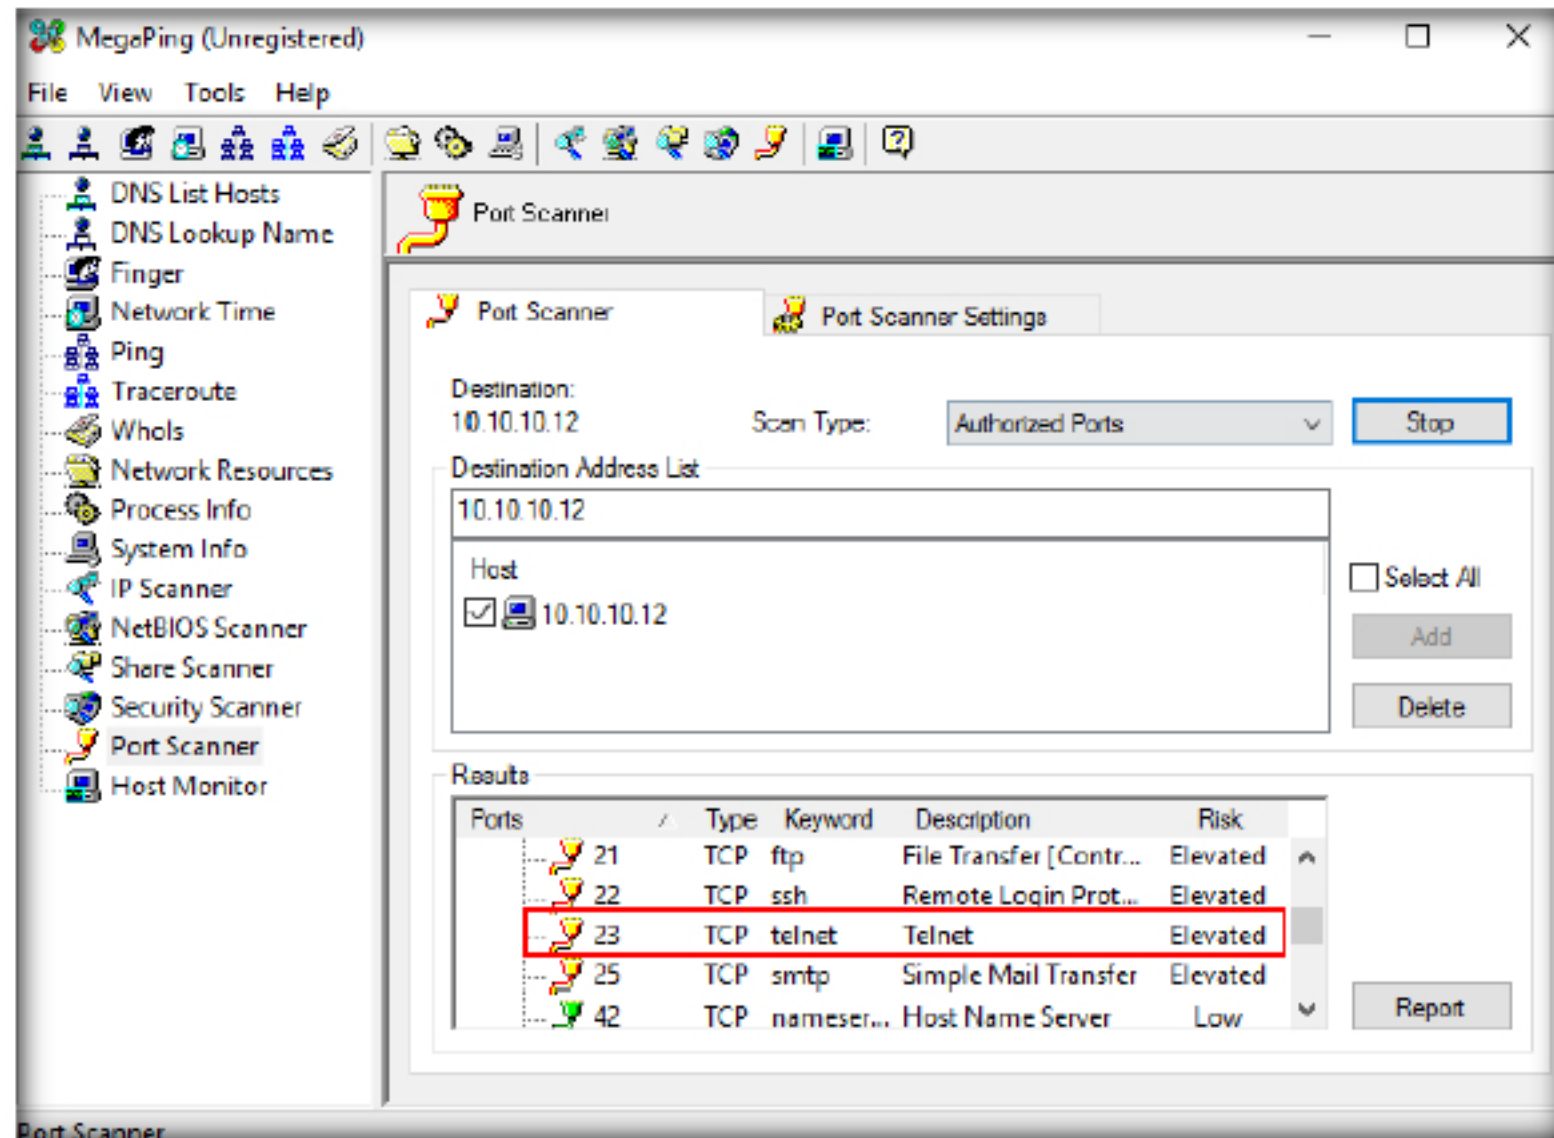 MegaPing (Unregistered)
File View Tools Help
DNS List Hosts
DNS Lookup Name
Finger
Network Time
Ping
Traceroute
WhoIs
Network Resources
Process Info
System Info
IP Scanner
NetBIOS Scanner
Share Scanner
Security Scanner
Port Scanner
Host Monitor
Port Scanner
Port Scanner Port Scanner Settings
Destination:
10.10.10.12 Scan Type: Authorized Ports Stop
Destination Address List
10.10.10.12
Host
10.10.10.12
Select All
Add
Delete
Results
Ports Type Keyword Description Risk
21 TCP ftp File Transfer [Contr... Elevated
22 TCP ssh Remote Login Prot... Elevated
23 TCP telnet Telnet Elevated
25 TCP smtp Simple Mail Transfer Elevated
42 TCP nameser... Host Name Server Low
Report
Port Scanner